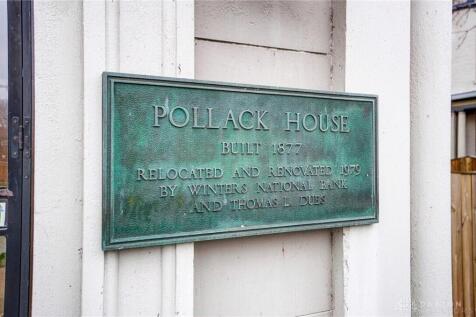 POLLACK HOUSE
BUILT 1877
RELOCATED AND RENOVATED 1979
BY WINTERS NATIONAL BANK
AND THOMAS L. DUES